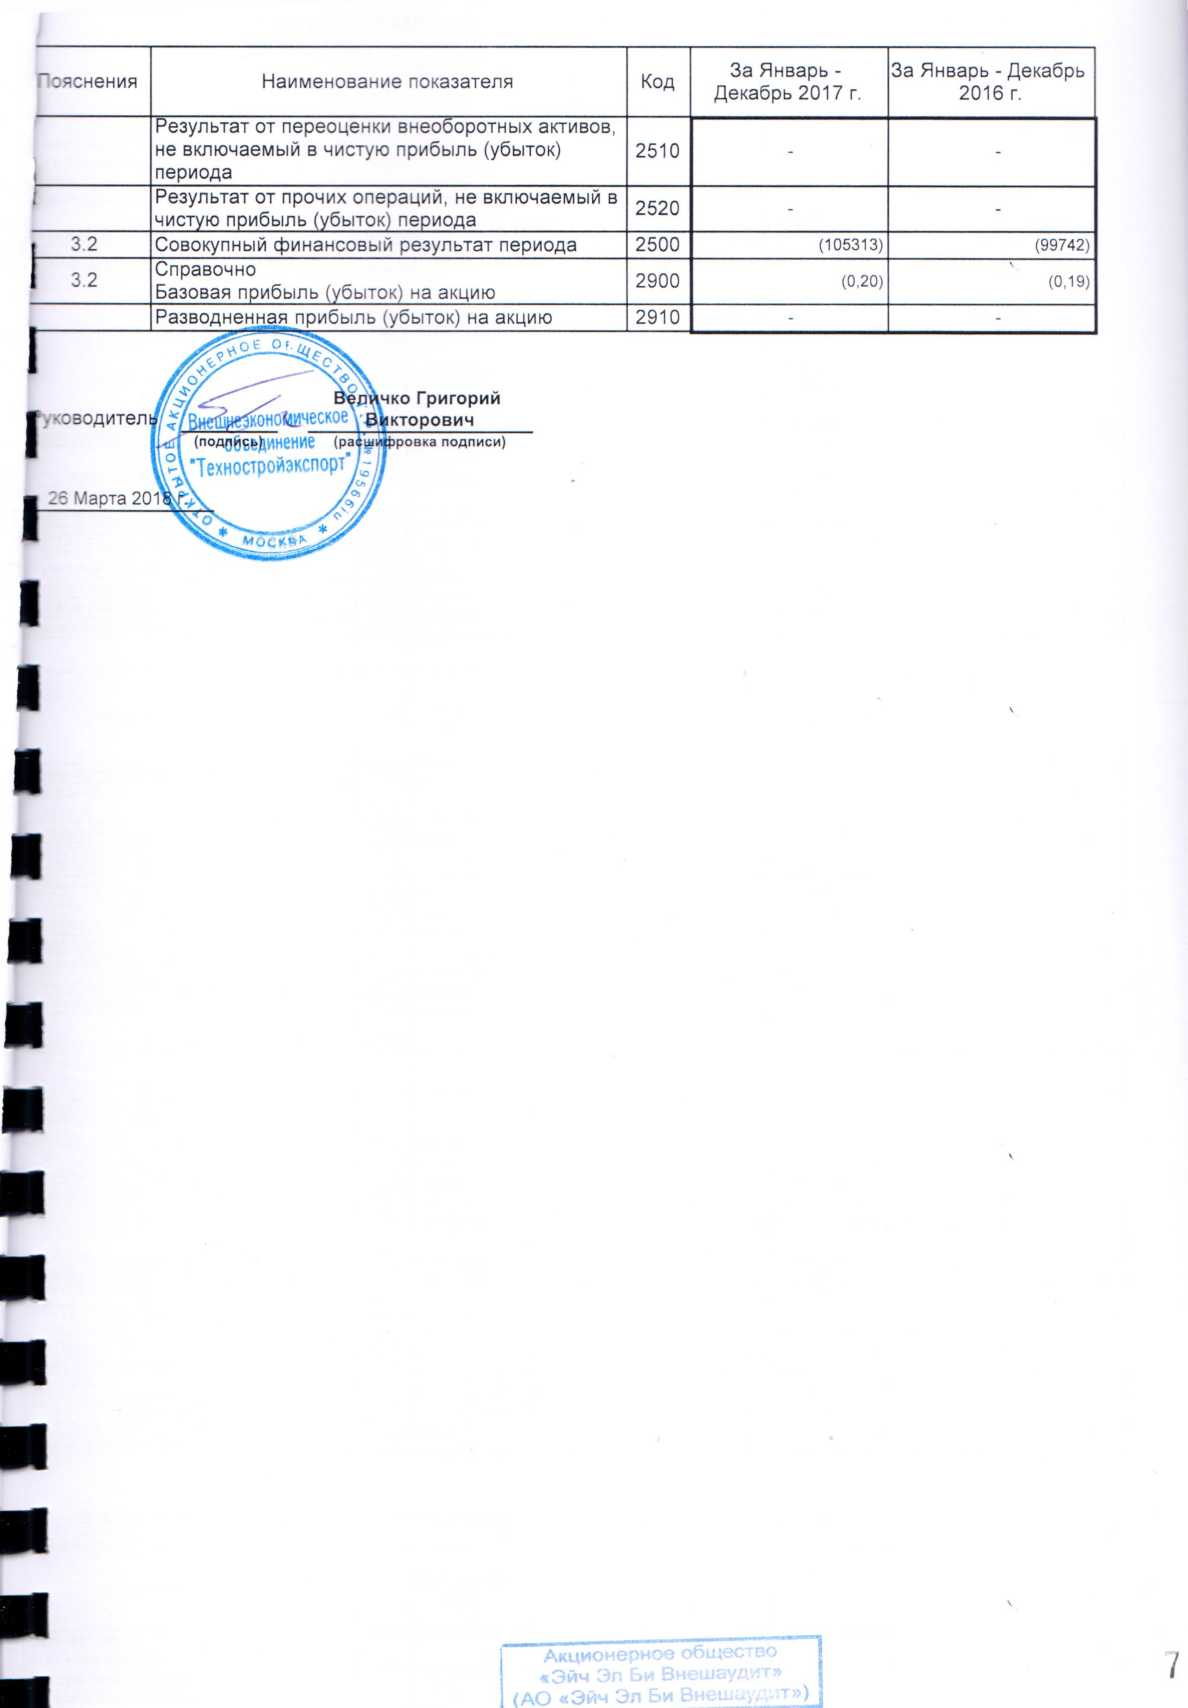 Пояснения Наименование показателя Код За Январь - Декабрь 2017 г. За Январь - Декабрь 2016 г.
Результат от переоценки внеоборотных активов,
не включаемый в чистую прибыль (убыток)
периода 2510 - -
Результат от прочих операций, не включаемый в
чистую прибыль (убыток) периода 2520 - -
3.2 Совокупный финансовый результат периода 2500 (105313) (99742)
Справочно
3.2 Базовая прибыль (убыток) на акцию 2900 (0,20) (0,19)
Разводненная прибыль (убыток) на акцию 2910 - -
Руководитель
Величко Григорий
Викторович
(подпись) (расшифровка подписи)
26 Марта 2018 г.
ОТКРЫТОЕ АКЦИОНЕРНОЕ ОБЩЕСТВО
Внешнеэкономическое
объединение
"Техностройэкспорт"
МОСКВА
Акционерное общество
«Эйч Эл Би Внешаудит»
(АО «Эйч Эл Би Внешаудит»)
7